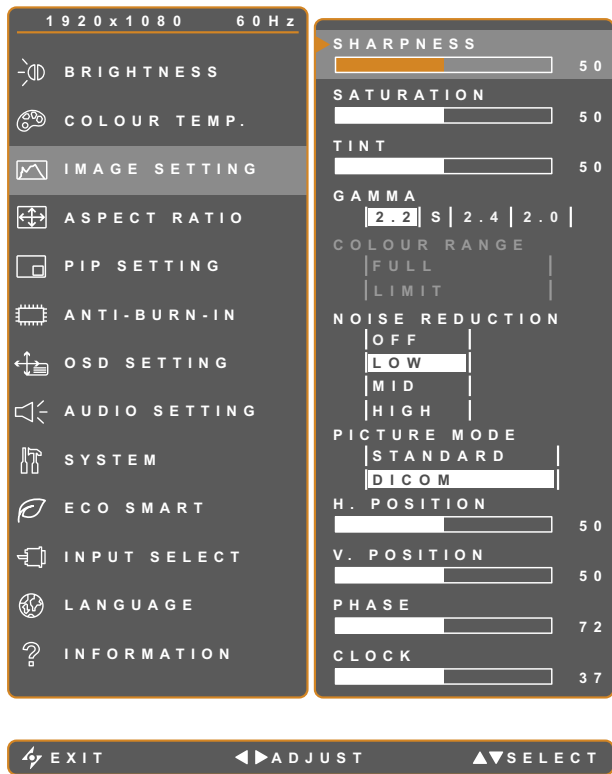 1920x1080 60Hz
BRIGHTNESS
COLOUR TEMP.
IMAGE SETTING
ASPECT RATIO
PIP SETTING
ANTI-BURN-IN
OSD SETTING
AUDIO SETTING
SYSTEM
ECO SMART
INPUT SELECT
LANGUAGE
INFORMATION
SHARPNESS
50
SATURATION
50
TINT
50
GAMMA
2.2 S 2.4 2.0
COLOUR RANGE
FULL
LIMIT
NOISE REDUCTION
OFF
LOW
MID
HIGH
PICTURE MODE
STANDARD
DICOM
H. POSITION
50
V. POSITION
50
PHASE
72
CLOCK
37
EXIT ADJUST SELECT